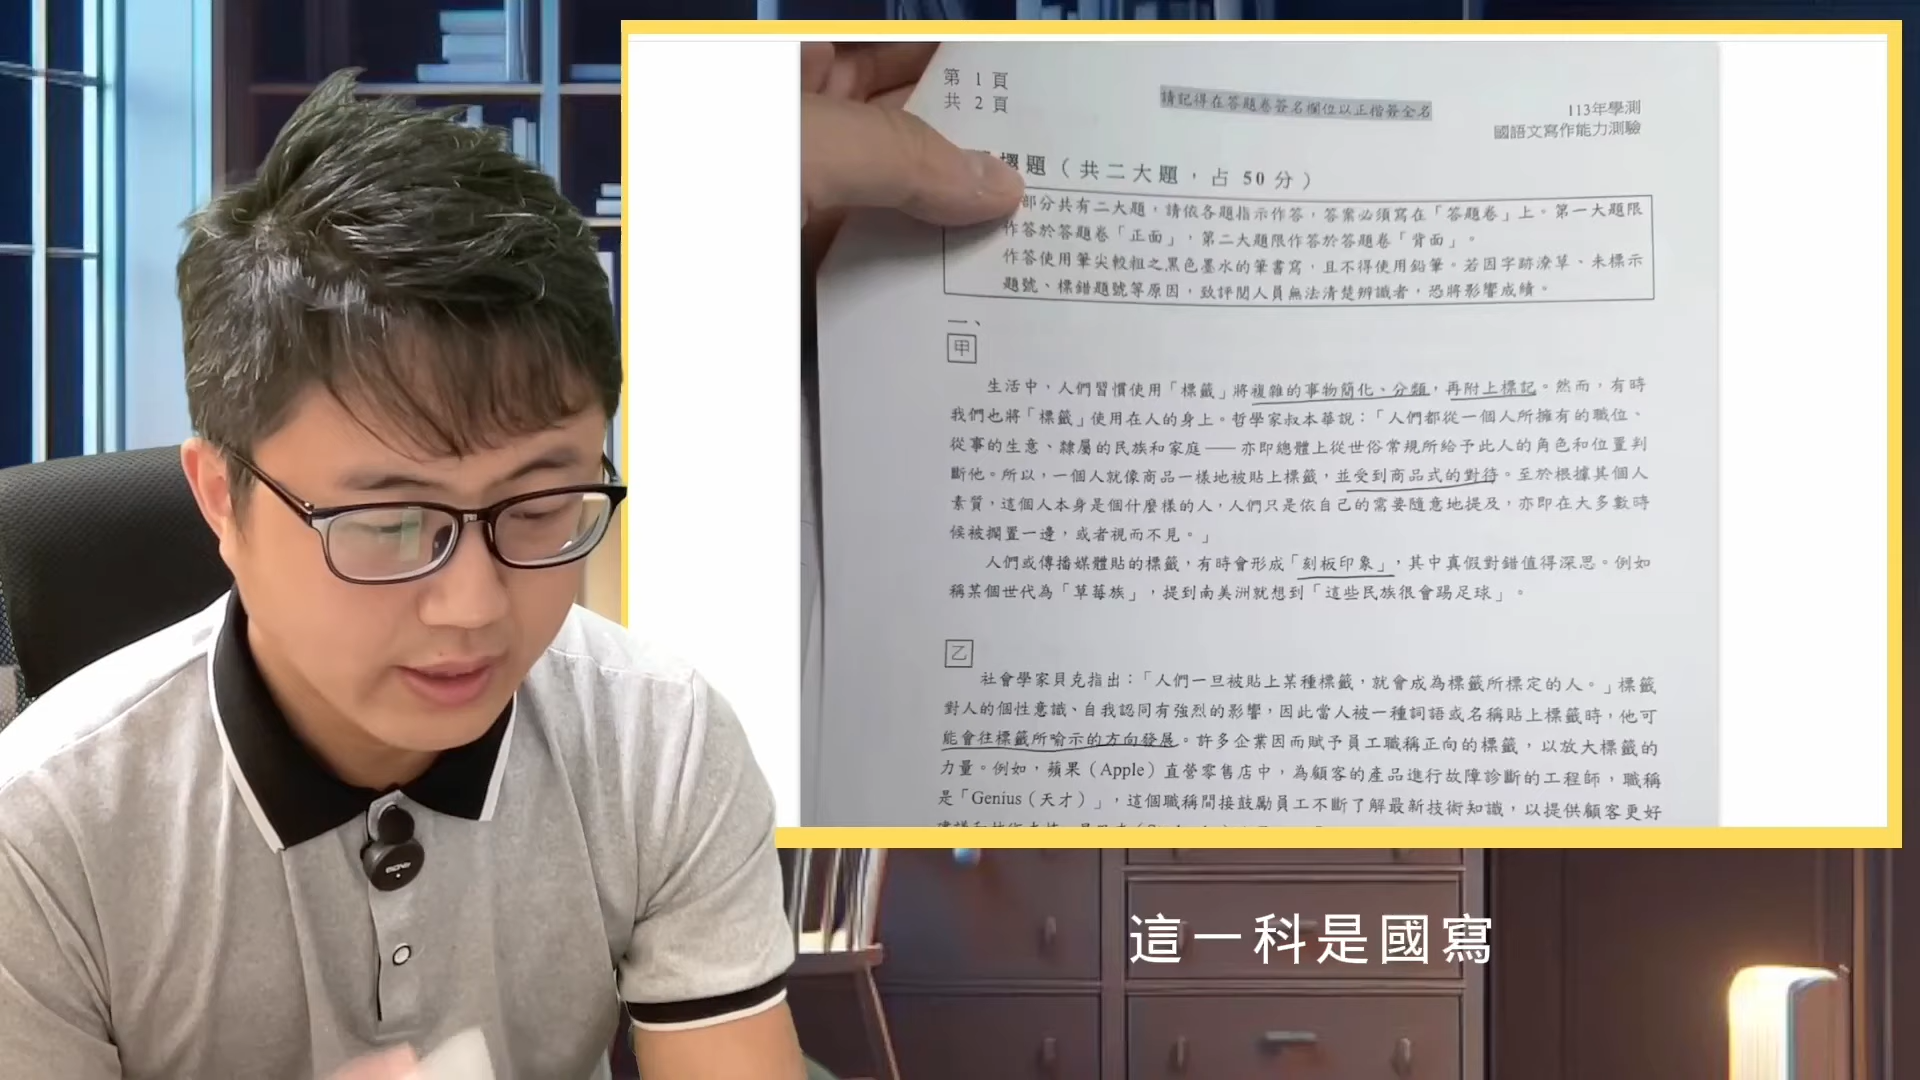 第 1 頁
共 2 頁
請記得在答題卷簽名欄位以正楷簽全名
113年學測
國語文寫作能力測驗
擇題（共二大題，占 50 分）
部分共有二大題，請依各題指示作答，答案必須寫在「答題卷」上。第一大題限
作答於答題卷「正面」，第二大題限作答於答題卷「背面」。
作答使用筆尖較粗之黑色墨水的筆書寫，且不得使用鉛筆。若因字跡潦草、未標示
題號、標錯題號等原因，致評閱人員無法清楚辨識者，恐將影響成績。
一、
甲
生活中，人們習慣使用「標籤」將複雜的事物簡化、分類，再附上標記。然而，有時
我們也將「標籤」使用在人的身上。哲學家叔本華說：「人們都從一個人所擁有的職位、
從事的生意、隸屬的民族和家庭——亦即總體上從世俗常規所給予此人的角色和位置判
斷他。所以，一個人就像商品一樣地被貼上標籤，並受到商品式的對待。至於根據其個人
素質，這個人本身是個什麼樣的人，人們只是依自己的需要隨意地提及，亦即在大多數時
候被擱置一邊，或者視而不見。」
人們或傳播媒體貼的標籤，有時會形成「刻板印象」，其中真假對錯值得深思。例如
稱某個世代為「草莓族」，提到南美洲就想到「這些民族很會踢足球」。
乙
社會學家貝克指出：「人們一旦被貼上某種標籤，就會成為標籤所標定的人。」標籤
對人的個性意識、自我認同有強烈的影響，因此當人被一種詞語或名稱貼上標籤時，他可
能會往標籤所喻示的方向發展。許多企業因而賦予員工職稱正向的標籤，以放大標籤的
力量。例如，蘋果（Apple）直營零售店中，為顧客的產品進行故障診斷的工程師，職稱
是「Genius（天才）」，這個職稱間接鼓勵員工不斷了解最新技術知識，以提供顧客更好
這一科是國寫